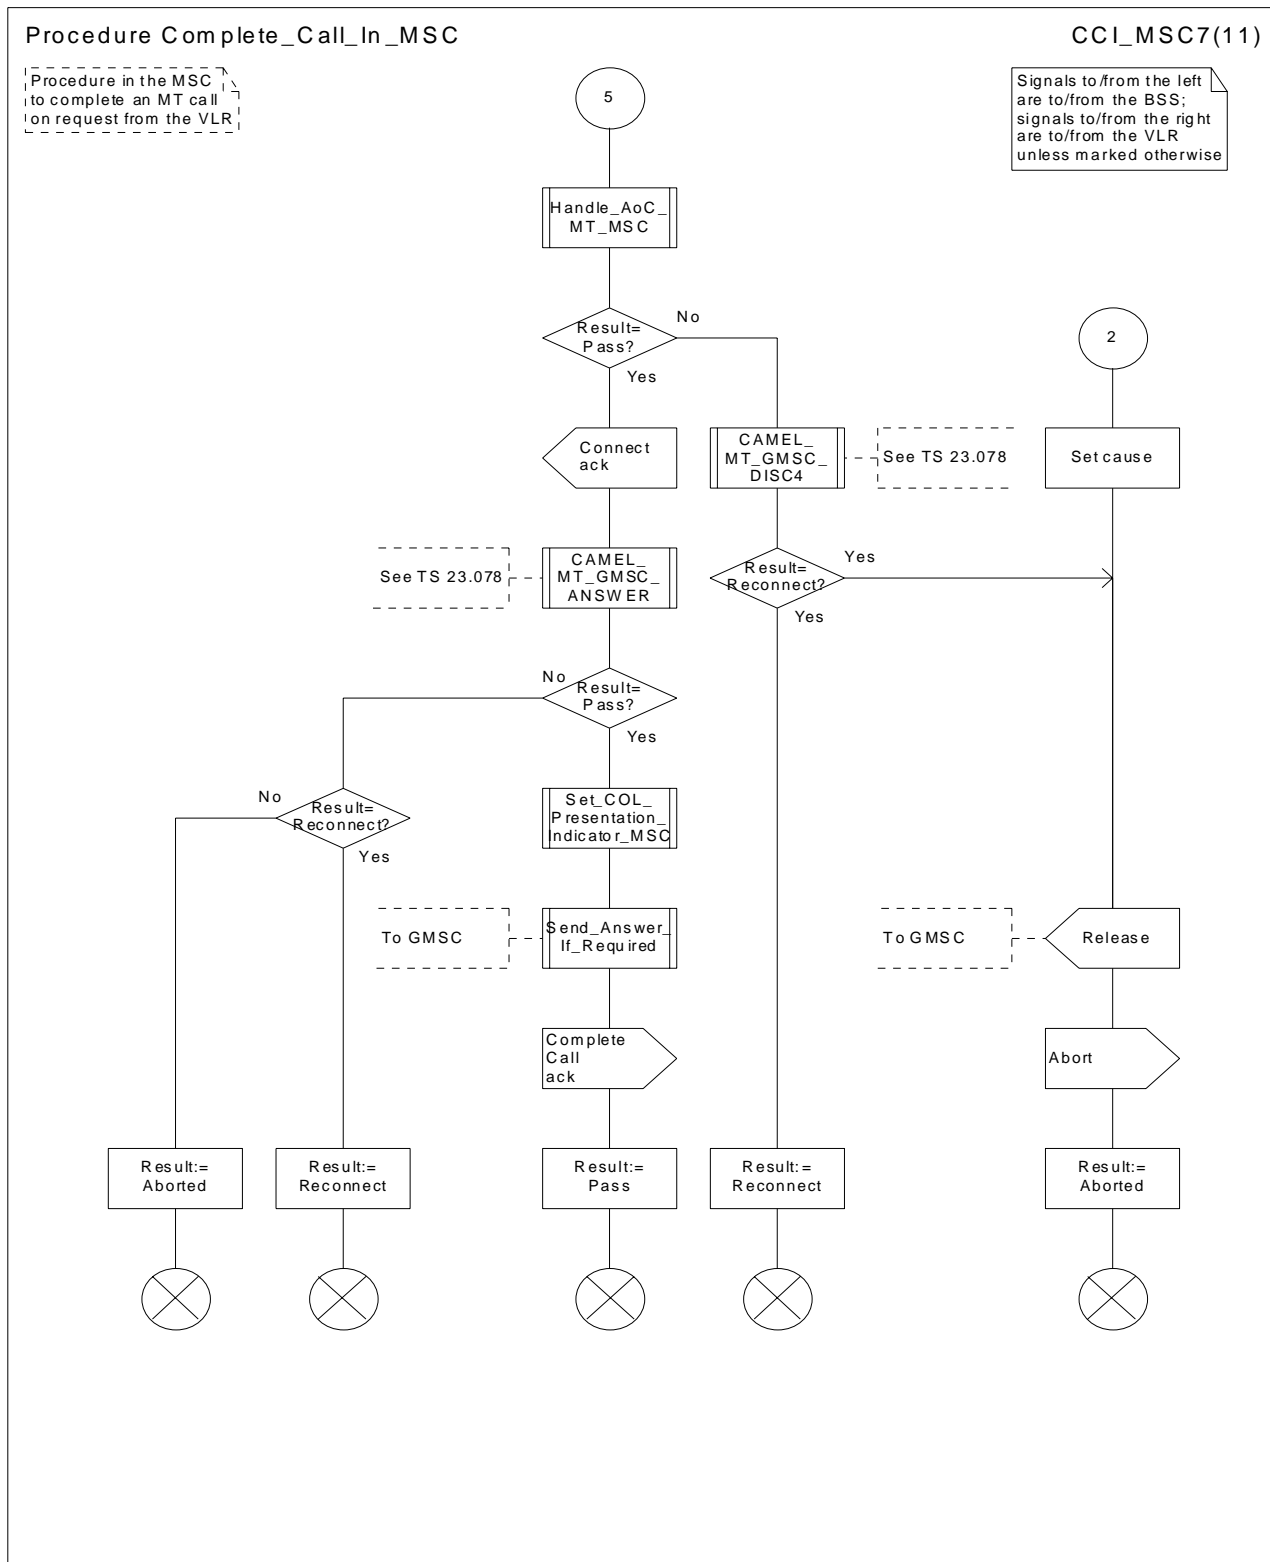 Procedure Complete_Call_In_MSC
CCI_MSC7(11)
Procedure in the MSC
to complete an MT call
on request from the VLR
Signals to/from the left
are to/from the BSS;
signals to/from the right
are to/from the VLR
unless marked otherwise
5
Handle_AoC_
MT_MSC
Result=
Pass?
No
Yes
2
Connect
ack
CAMEL_
MT_GMSC_
DISC4
See TS 23.078
Set cause
See TS 23.078
CAMEL_
MT_GMSC_
ANSWER
Result=
Reconnect?
Yes
Yes
No
Result=
Pass?
Yes
No
Result=
Reconnect?
Yes
Set_COL_
Presentation_
Indicator_MSC
To GMSC
Send_Answer_
If_Required
To GMSC
Release
Complete
Call
ack
Abort
Result:=
Aborted
Result:=
Reconnect
Result:=
Pass
Result:=
Reconnect
Result:=
Aborted